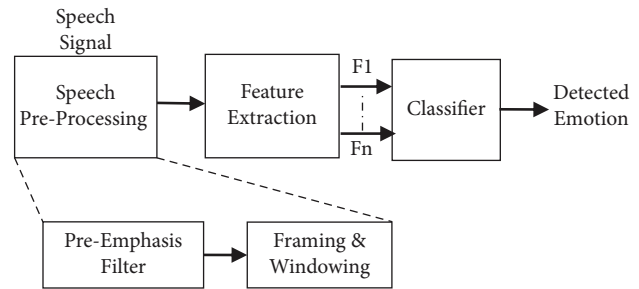 Speech
Signal
Speech
Pre-Processing
Feature
Extraction
F1
Fn
Classifier
Detected
Emotion
Pre-Emphasis
Filter
Framing &
Windowing